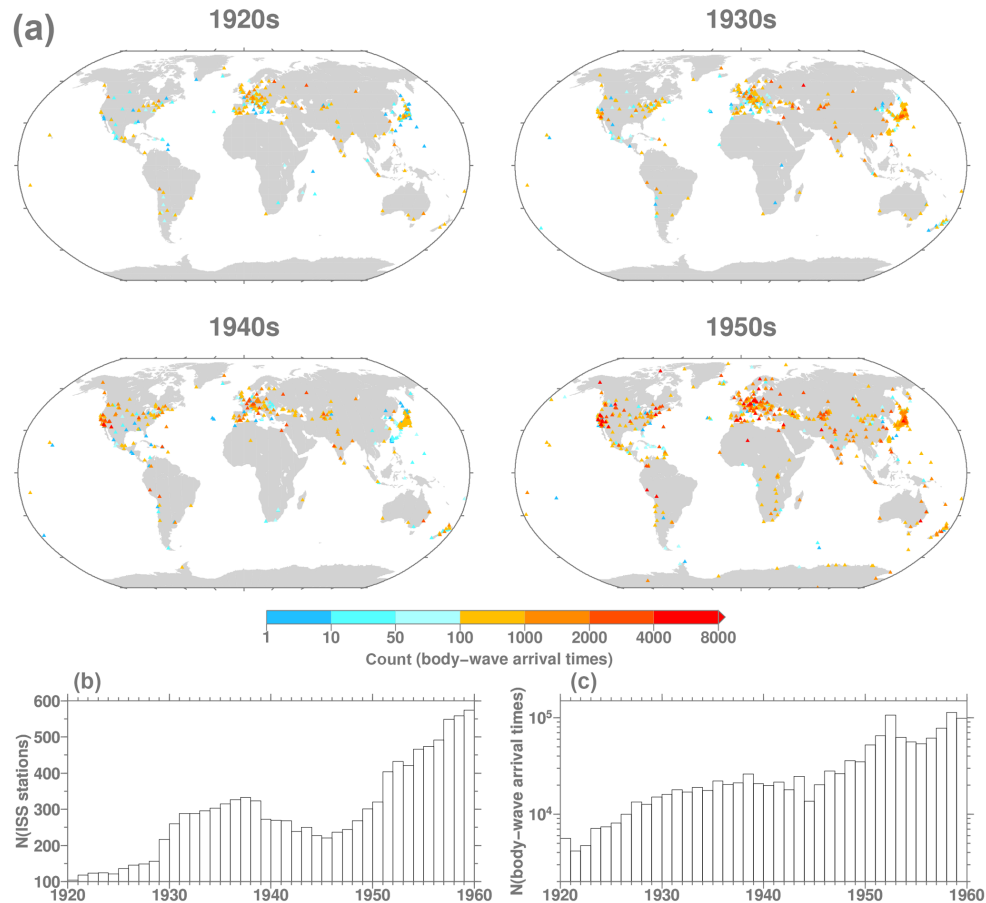 (a)
1920s
1930s
1940s
1950s
1 10 50 100 1000 2000 4000 8000
Count (body-wave arrival times)
(b)
N(ISS stations)
600
500
400
300
200
100
1920 1930 1940 1950 1960
(c)
N(body-wave arrival times)
10^5
10^4
1920 1930 1940 1950 1960